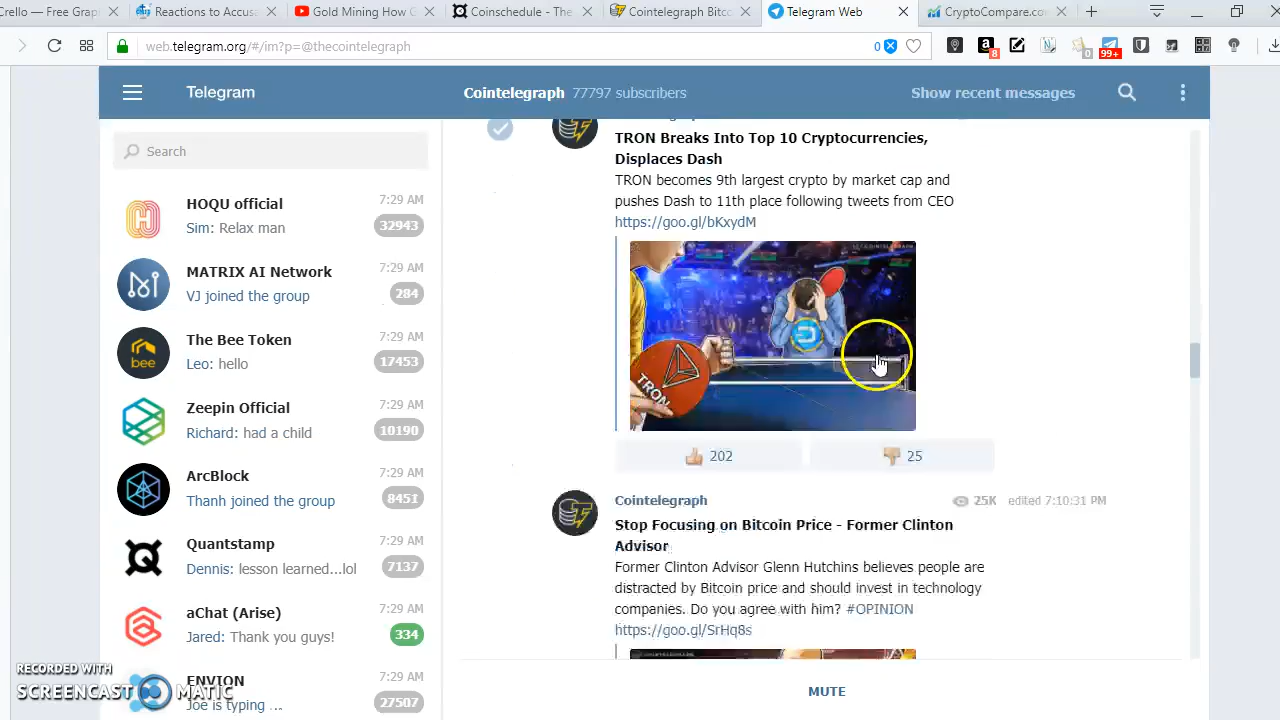 Crello — Free Grap
Reactions to Accus
Gold Mining How C
Coinschedule - The
Cointelegraph Bitco
Telegram Web
CryptoCompare.co
web.telegram.org/#/im?p=@thecointelegraph
0
8
0
99+
Telegram
Cointelegraph 77797 subscribers
Show recent messages
Search
HOQU official 7:29 AM
Sim: Relax man 32943
MATRIX AI Network 7:29 AM
VJ joined the group 284
The Bee Token 7:29 AM
Leo: hello 17453
Zeepin Official 7:29 AM
Richard: had a child 10190
ArcBlock 7:29 AM
Thanh joined the group 8451
Quantstamp 7:29 AM
Dennis: lesson learned...lol 7137
aChat (Arise) 7:29 AM
Jared: Thank you guys! 334
ENVION 7:29 AM
Joe is typing ... 27507
bee
TRON Breaks Into Top 10 Cryptocurrencies,
Displaces Dash
TRON becomes 9th largest crypto by market cap and
pushes Dash to 11th place following tweets from CEO
https://goo.gl/bKxydM
TRON
202
25
Cointelegraph 25K edited 7:10:31 PM
Stop Focusing on Bitcoin Price - Former Clinton
Advisor
Former Clinton Advisor Glenn Hutchins believes people are
distracted by Bitcoin price and should invest in technology
companies. Do you agree with him? #OPINION
https://goo.gl/SrHq8s
MUTE
RECORDED WITH
SCREENCAST MATIC